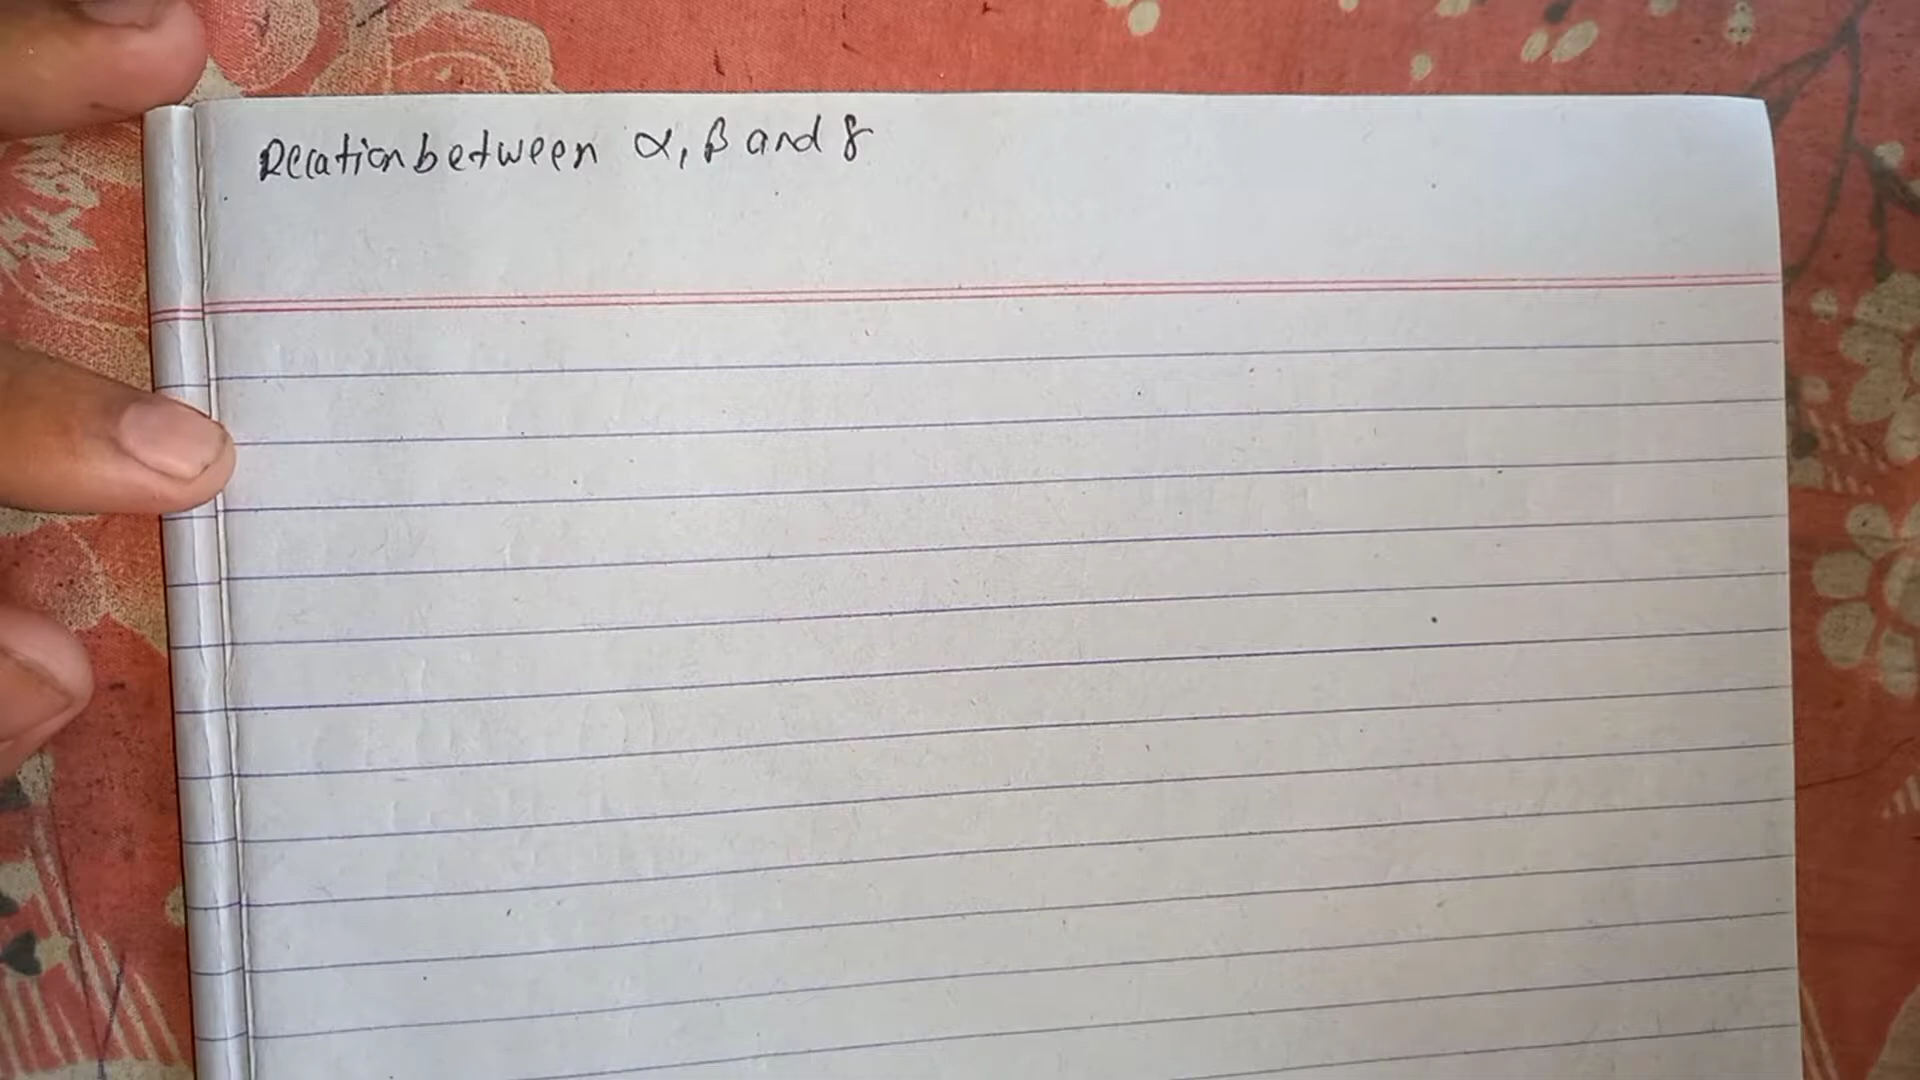 Relation between α, β and γ